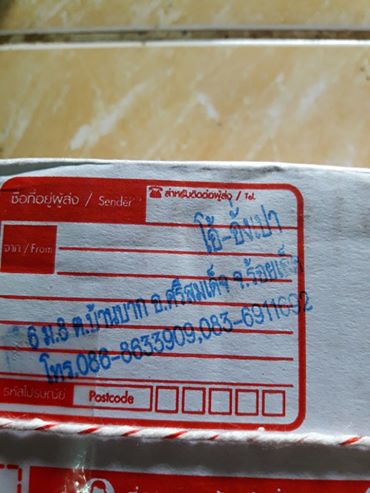 ชื่อที่อยู่ผู้ส่ง / Sender
สำหรับติดต่อผู้ส่ง / Tel.
โอ้-อั๋งเปา
จาก / From
6 ม.8 ต.บ้านบาก อ.ศรีสมเด็จ จ.ร้อยเอ็ด
โทร.088-8633909,083-6911002
รหัสไปรษณีย์ Postcode